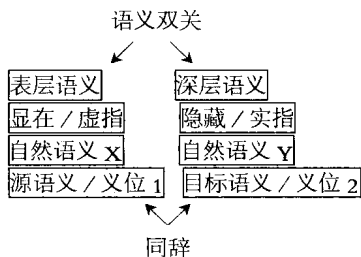 语义双关
表层语义 深层语义
显在／虚指 隐藏／实指
自然语义 X 自然语义 Y
源语义／义位 1 目标语义／义位 2
同辞